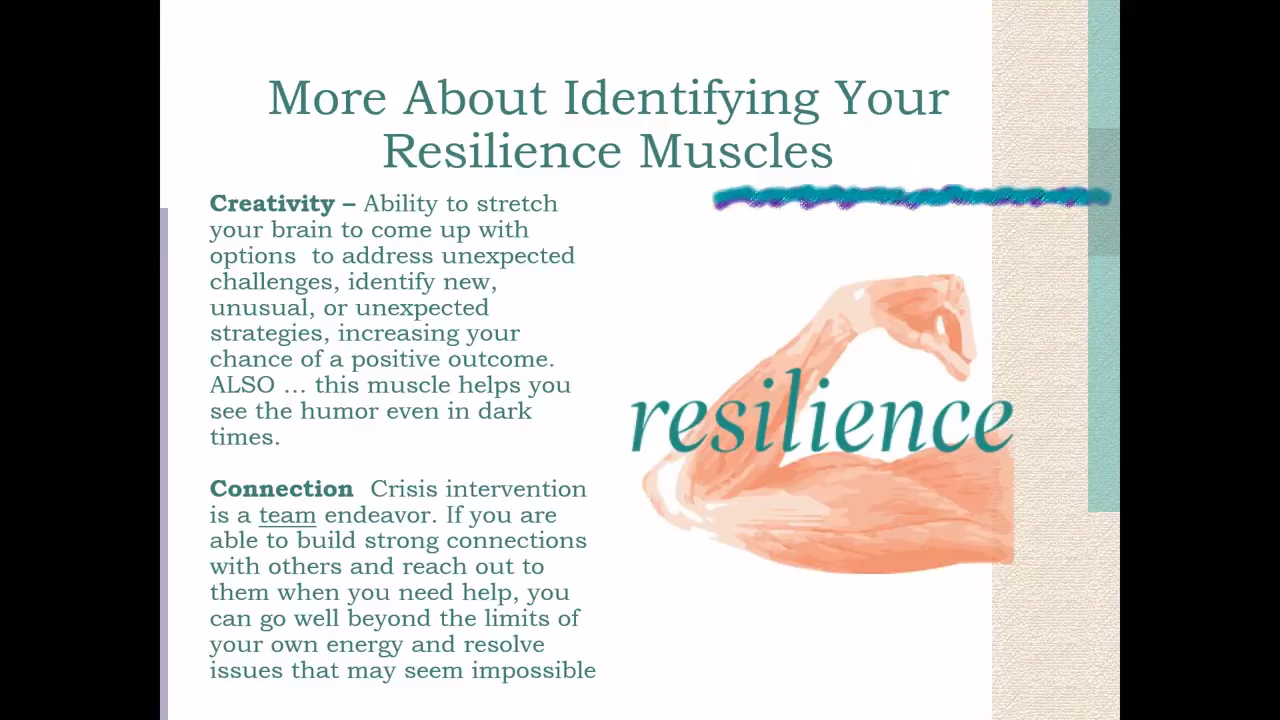 More About Identifying Your
Resilience Muscles
Creativity – Ability to stretch
your brain to come up with
options  to address unexpected
challenges, identify new,
unusual, or unexpected
strategies, increasing your
chance of a positive outcome.
ALSO … this muscle helps you
see the humor even in dark
times.
Connection  Crisis intervention
is a team endeavor. If you are
able to build strong connections
with others and reach out to
them when you need help, you
can go well beyond the limits of
your own energy and resolve
issues that may seem impossible
resilience